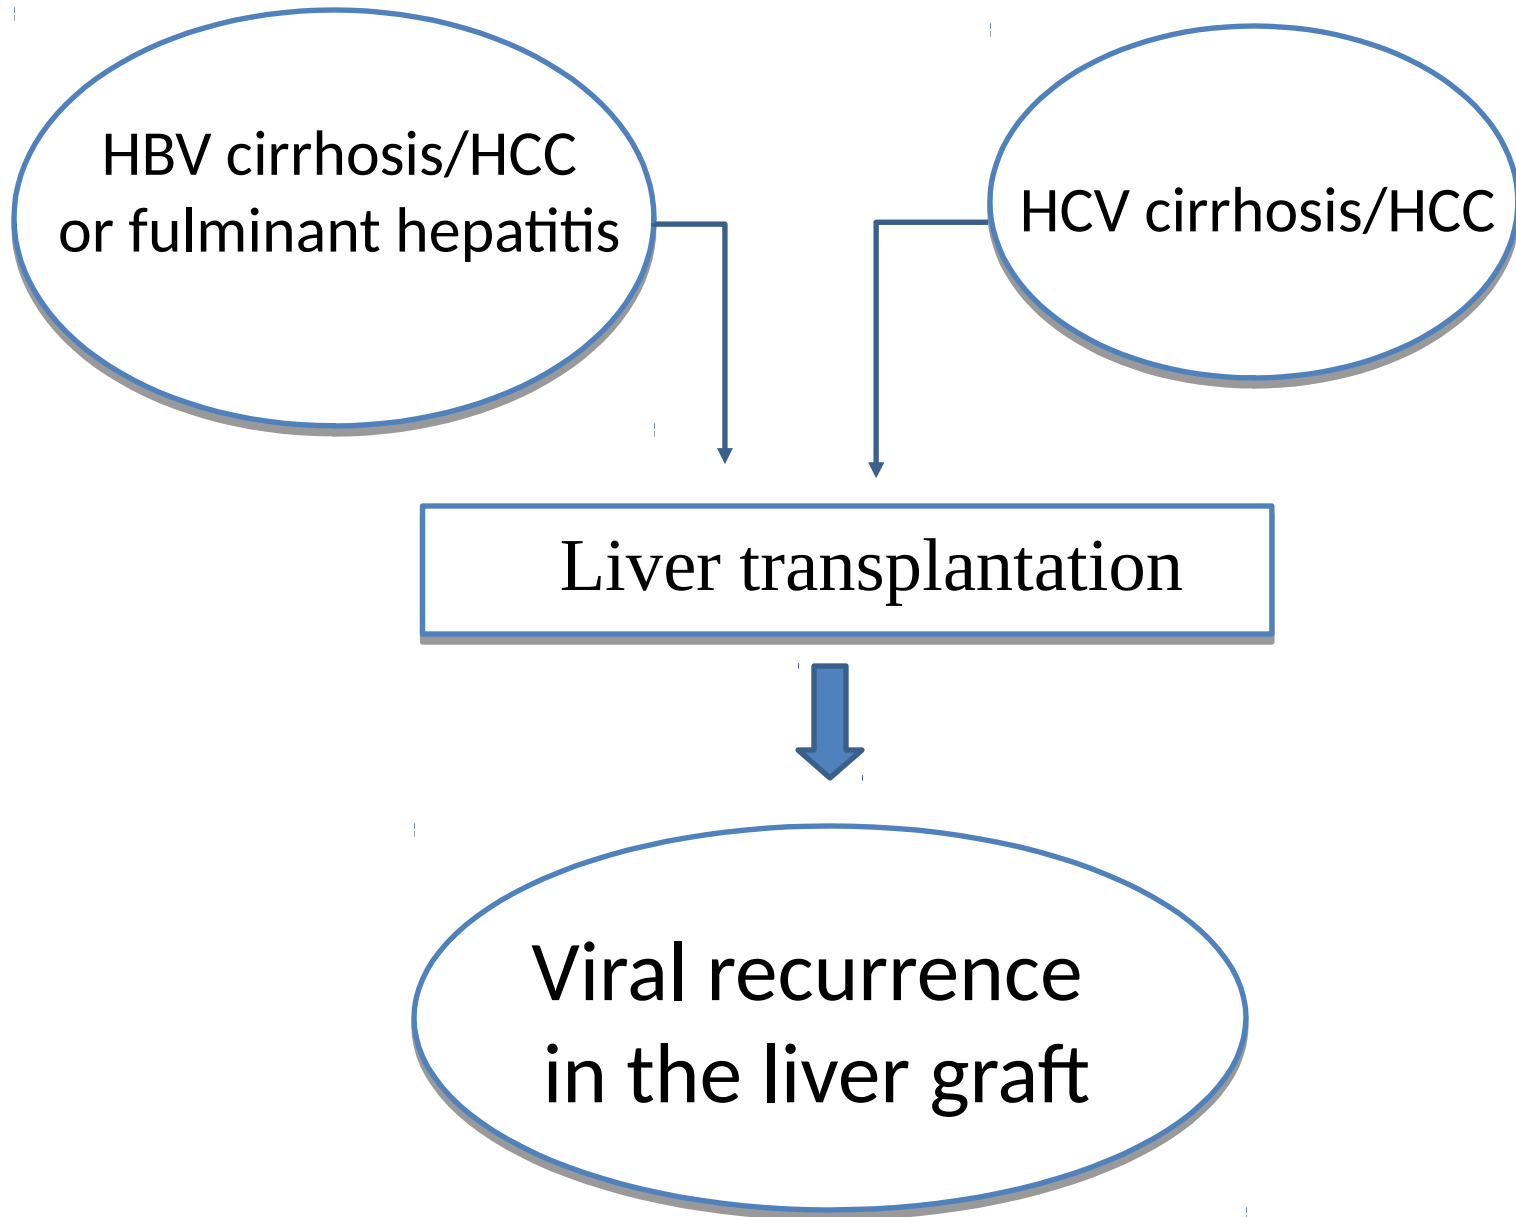 HBV cirrhosis/HCC
or fulminant hepatitis
HCV cirrhosis/HCC
Liver transplantation
Viral recurrence
in the liver graft